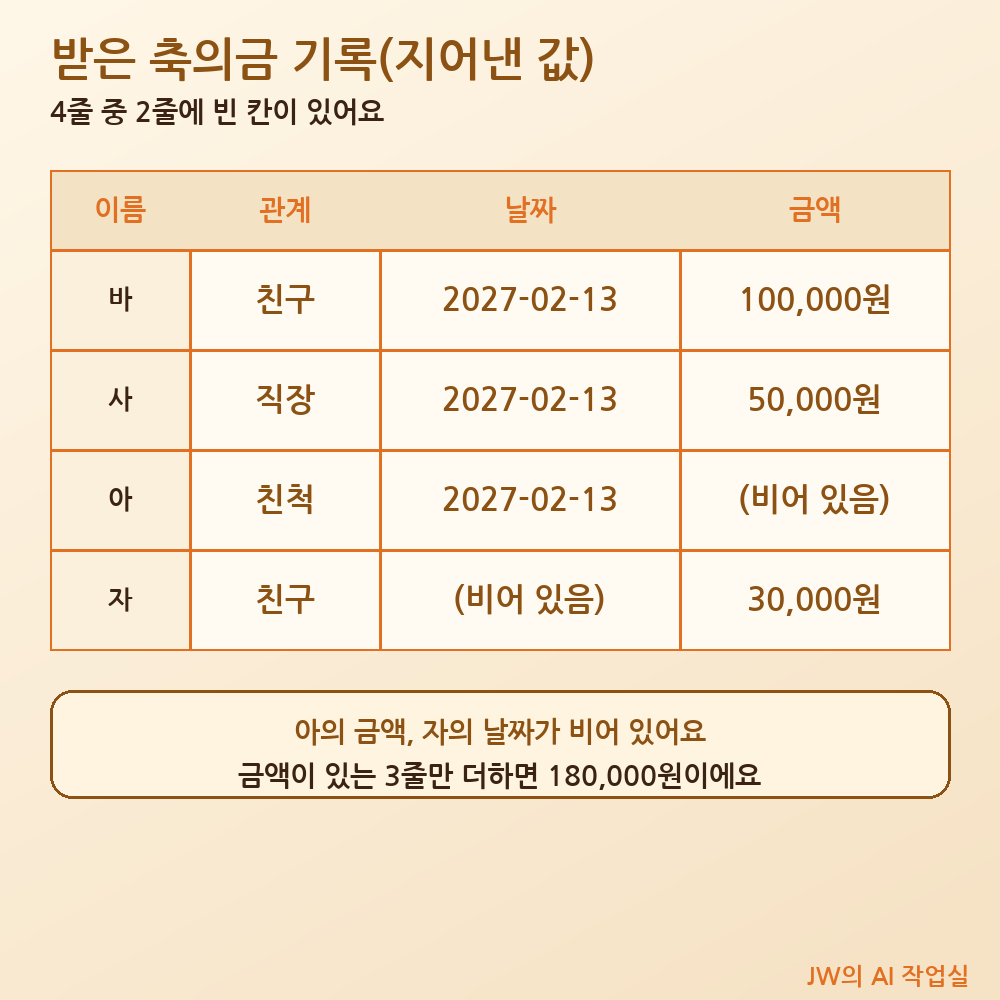 받은 축의금 기록(지어낸 값)
4줄 중 2줄에 빈 칸이 있어요
이름 관계 날짜 금액
바 친구 2027-02-13 100,000원
사 직장 2027-02-13 50,000원
아 친척 2027-02-13 (비어 있음)
자 친구 (비어 있음) 30,000원
아의 금액, 자의 날짜가 비어 있어요
금액이 있는 3줄만 더하면 180,000원이에요
JW의 AI 작업실